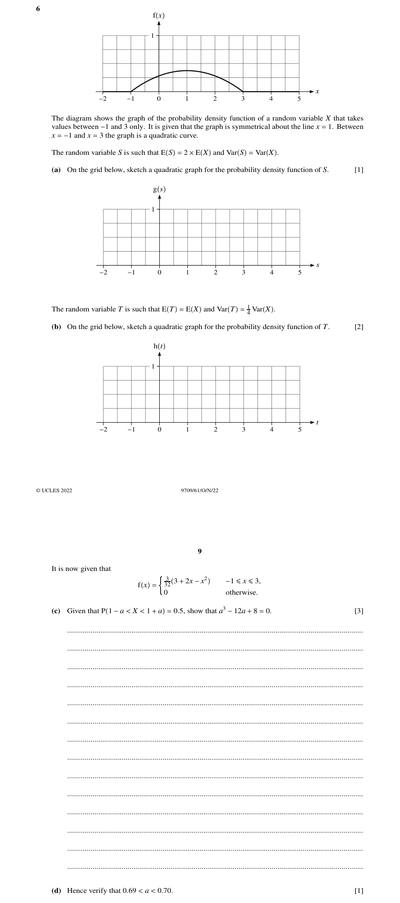 6
f(x)
1
x
−2 −1 0 1 2 3 4 5
The diagram shows the graph of the probability density function of a random variable X that takes
values between −1 and 3 only. It is given that the graph is symmetrical about the line x = 1. Between
x = −1 and x = 3 the graph is a quadratic curve.
The random variable S is such that E(S) = 2 × E(X) and Var(S) = Var(X).
(a) On the grid below, sketch a quadratic graph for the probability density function of S. [1]
g(s)
1
s
−2 −1 0 1 2 3 4 5
The random variable T is such that E(T) = E(X) and Var(T) = 1/4 Var(X).
(b) On the grid below, sketch a quadratic graph for the probability density function of T. [2]
h(t)
1
t
−2 −1 0 1 2 3 4 5
© UCLES 2022 9709/61/O/N/22
9
It is now given that
f(x) = { 3/32 (3 + 2x − x²) −1 ⩽ x ⩽ 3,
0 otherwise.
(c) Given that P(1 − a < X < 1 + a) = 0.5, show that a³ − 12a + 8 = 0. [3]
(d) Hence verify that 0.69 < a < 0.70. [1]